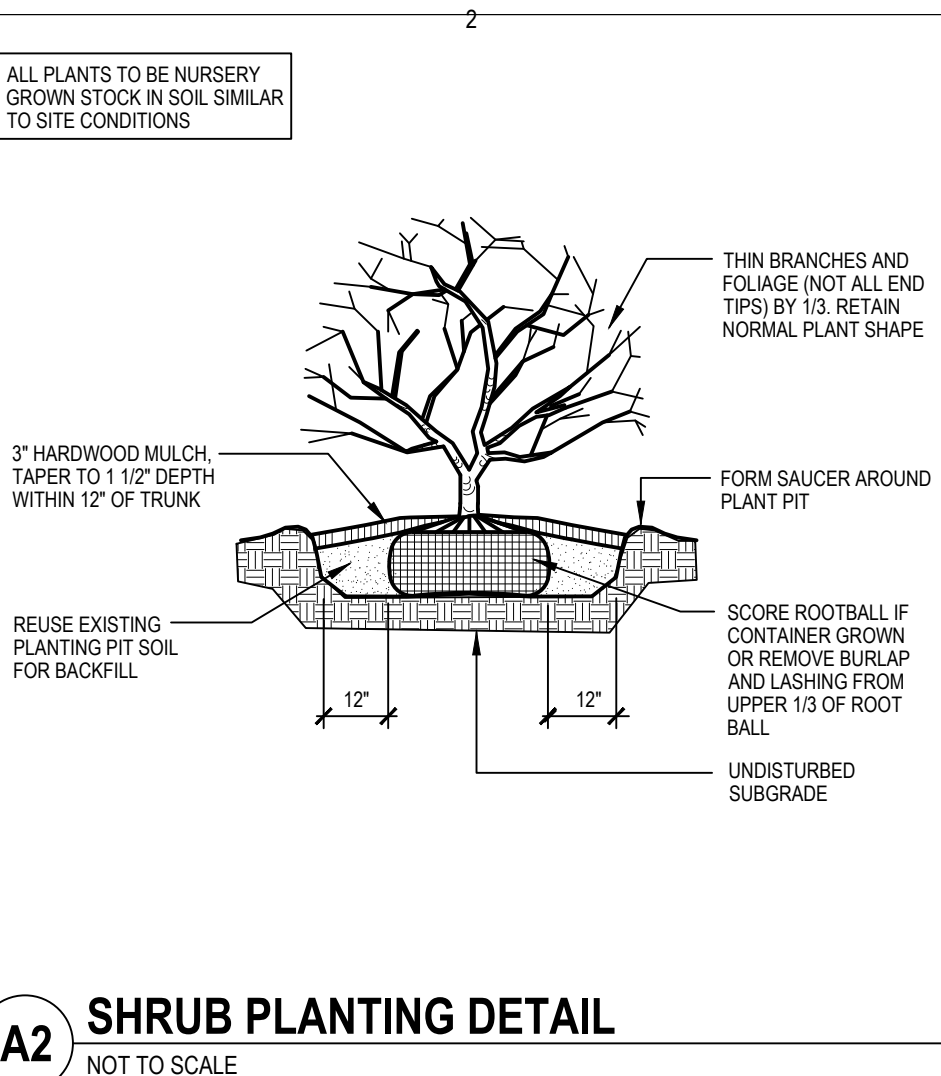 2
ALL PLANTS TO BE NURSERY
GROWN STOCK IN SOIL SIMILAR
TO SITE CONDITIONS
THIN BRANCHES AND
FOLIAGE (NOT ALL END
TIPS) BY 1/3. RETAIN
NORMAL PLANT SHAPE
3" HARDWOOD MULCH,
TAPER TO 1 1/2" DEPTH
WITHIN 12" OF TRUNK
FORM SAUCER AROUND
PLANT PIT
REUSE EXISTING
PLANTING PIT SOIL
FOR BACKFILL
SCORE ROOTBALL IF
CONTAINER GROWN
OR REMOVE BURLAP
AND LASHING FROM
UPPER 1/3 OF ROOT
BALL
12"
12"
UNDISTURBED
SUBGRADE
A2
SHRUB PLANTING DETAIL
NOT TO SCALE